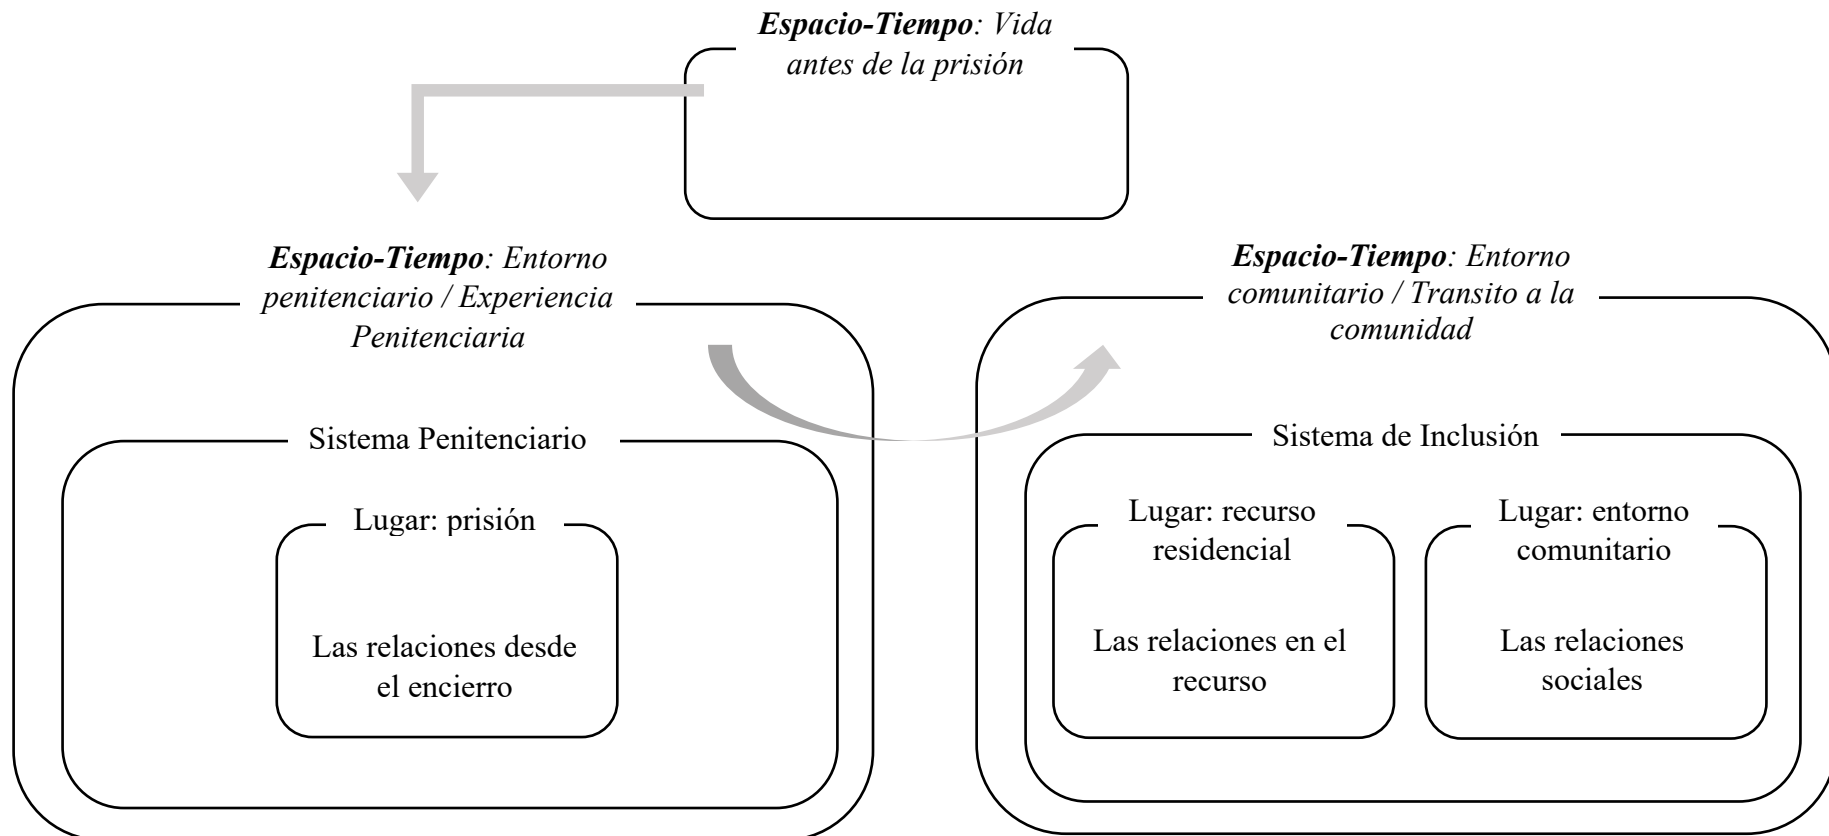 Espacio-Tiempo: Vida
antes de la prisión
Espacio-Tiempo: Entorno
penitenciario / Experiencia
Penitenciaria
Sistema Penitenciario
Lugar: prisión
Las relaciones desde
el encierro
Espacio-Tiempo: Entorno
comunitario / Transito a la
comunidad
Sistema de Inclusión
Lugar: recurso
residencial
Las relaciones en el
recurso
Lugar: entorno
comunitario
Las relaciones
sociales